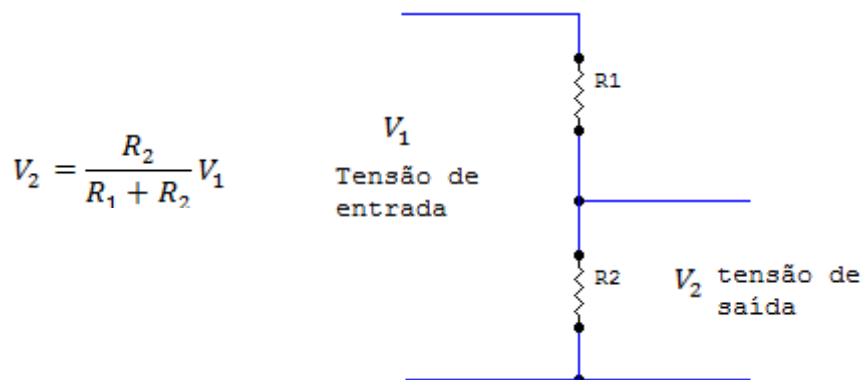 V₂ = R₂ / (R₁ + R₂) V₁
V₁
Tensão de
entrada
R1
R2
V₂ tensão de
saída